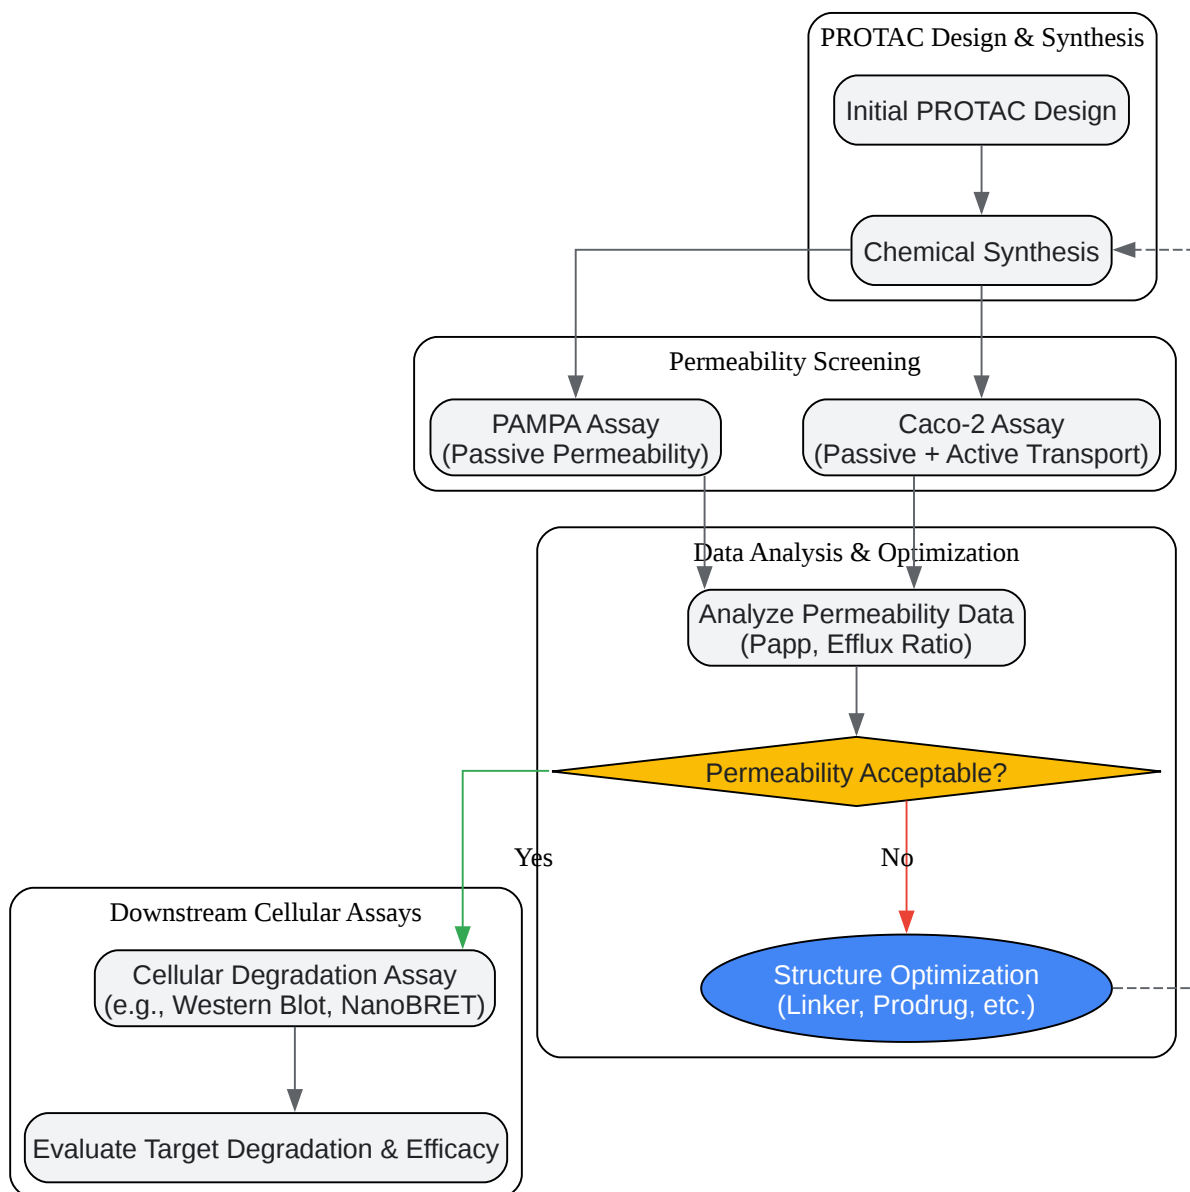 PROTAC Design & Synthesis
Initial PROTAC Design
Chemical Synthesis
Permeability Screening
PAMPA Assay
(Passive Permeability)
Caco-2 Assay
(Passive + Active Transport)
Data Analysis & Optimization
Analyze Permeability Data
(Papp, Efflux Ratio)
Permeability Acceptable?
Yes
No
Downstream Cellular Assays
Cellular Degradation Assay
(e.g., Western Blot, NanoBRET)
Structure Optimization
(Linker, Prodrug, etc.)
Evaluate Target Degradation & Efficacy